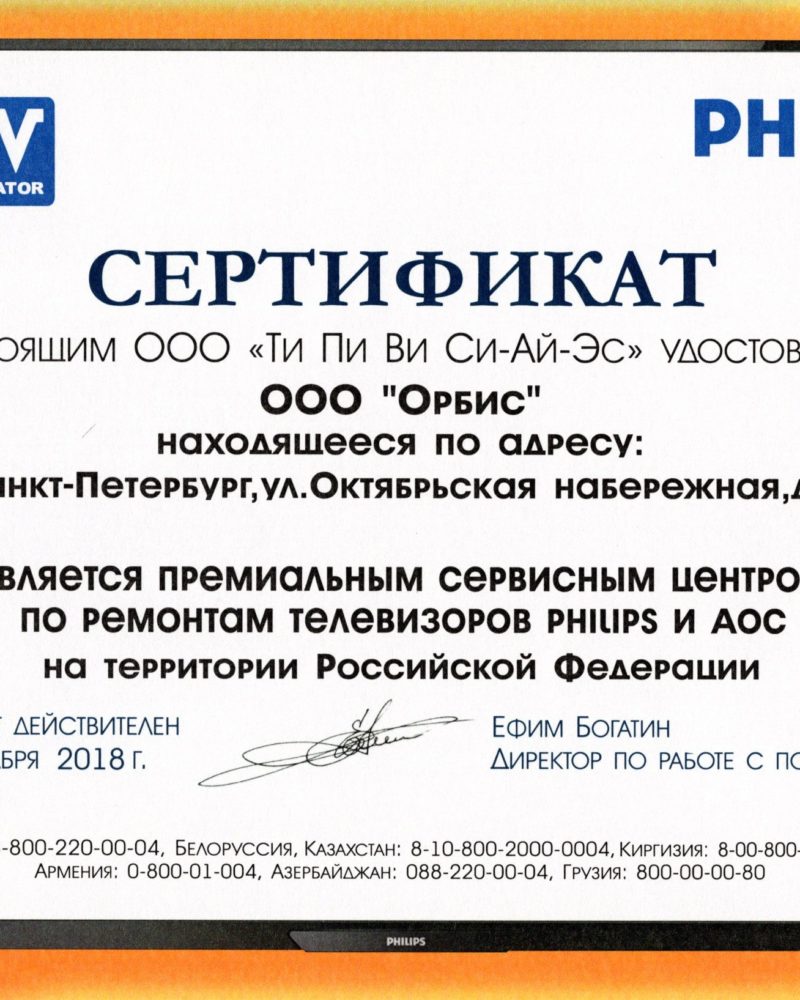 V
ATOR
PH
СЕРТИФИКАТ
ОЯЩИМ ООО «ТИ ПИ ВИ СИ-АЙ-ЭС» УДОСТОВ
ООО "ОРБИС"
НАХОДЯЩЕЕСЯ ПО АДРЕСУ:
НКТ-ПЕТЕРБУРГ,УЛ.ОКТЯБРЬСКАЯ НАБЕРЕЖНАЯ,Д
ВЛЯЕТСЯ ПРЕМИАЛЬНЫМ СЕРВИСНЫМ ЦЕНТРО
ПО РЕМОНТАМ ТЕЛЕВИЗОРОВ PHILIPS И AOC
НА ТЕРРИТОРИИ РОССИЙСКОЙ ФЕДЕРАЦИИ
Т ДЕЙСТВИТЕЛЕН
БРЯ 2018 Г.
ЕФИМ БОГАТИН
ДИРЕКТОР ПО РАБОТЕ С ПО
-800-220-00-04, БЕЛОРУССИЯ, КАЗАХСТАН: 8-10-800-2000-0004, КИРГИЗИЯ: 8-00-800-
АРМЕНИЯ: 0-800-01-004, АЗЕРБАЙДЖАН: 088-220-00-04, ГРУЗИЯ: 800-00-00-80
PHILIPS